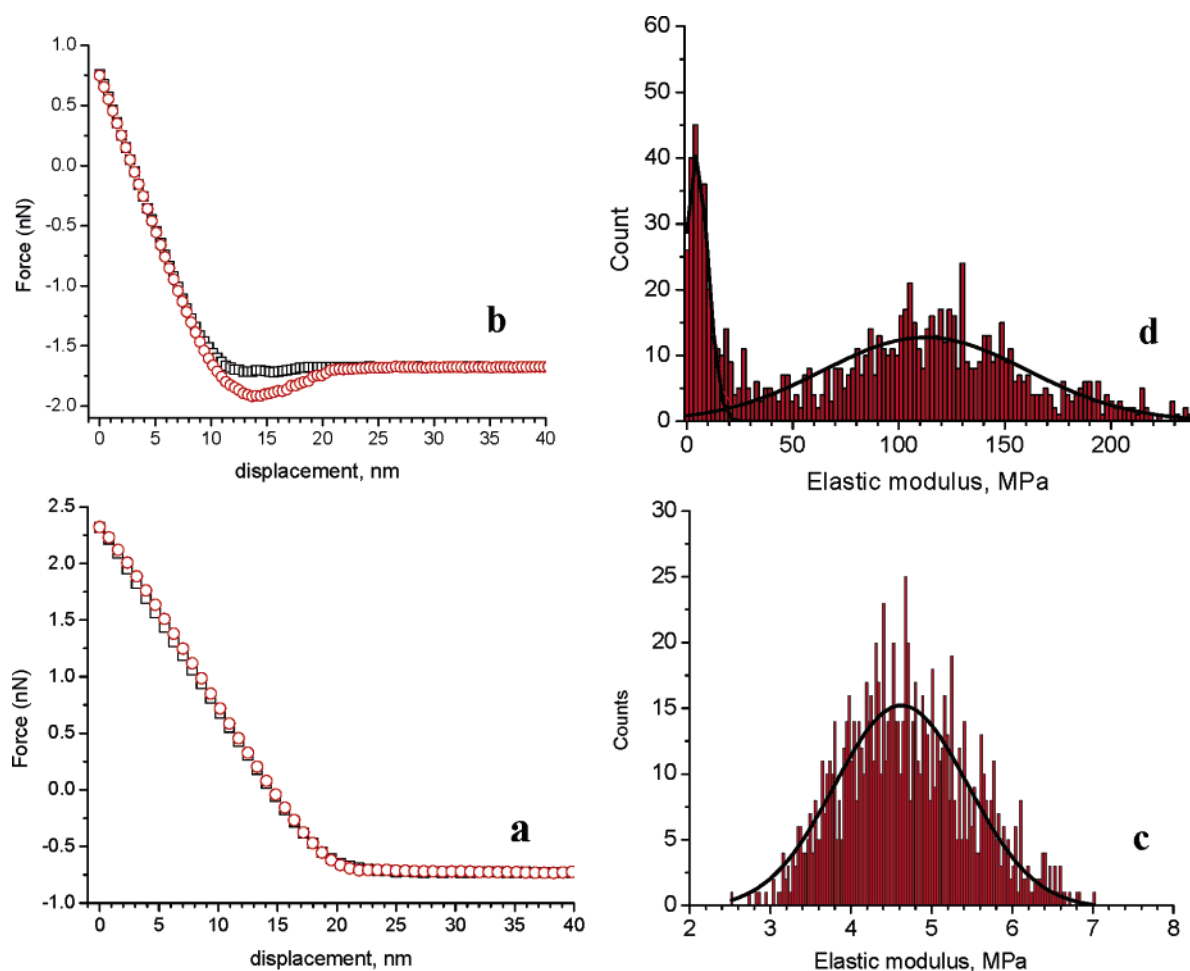 1.0
0.5
0.0
-0.5
-1.0
-1.5
-2.0
Force (nN)
b
0 5 10 15 20 25 30 35 40
displacement, nm
60
50
40
30
20
10
0
Count
d
0 50 100 150 200
Elastic modulus, MPa
2.5
2.0
1.5
1.0
0.5
0.0
-1.0
Force (nN)
a
0 5 10 15 20 25 30 35 40
displacement, nm
30
25
20
15
10
5
0
Counts
c
2 3 4 5 6 7 8
Elastic modulus, MPa